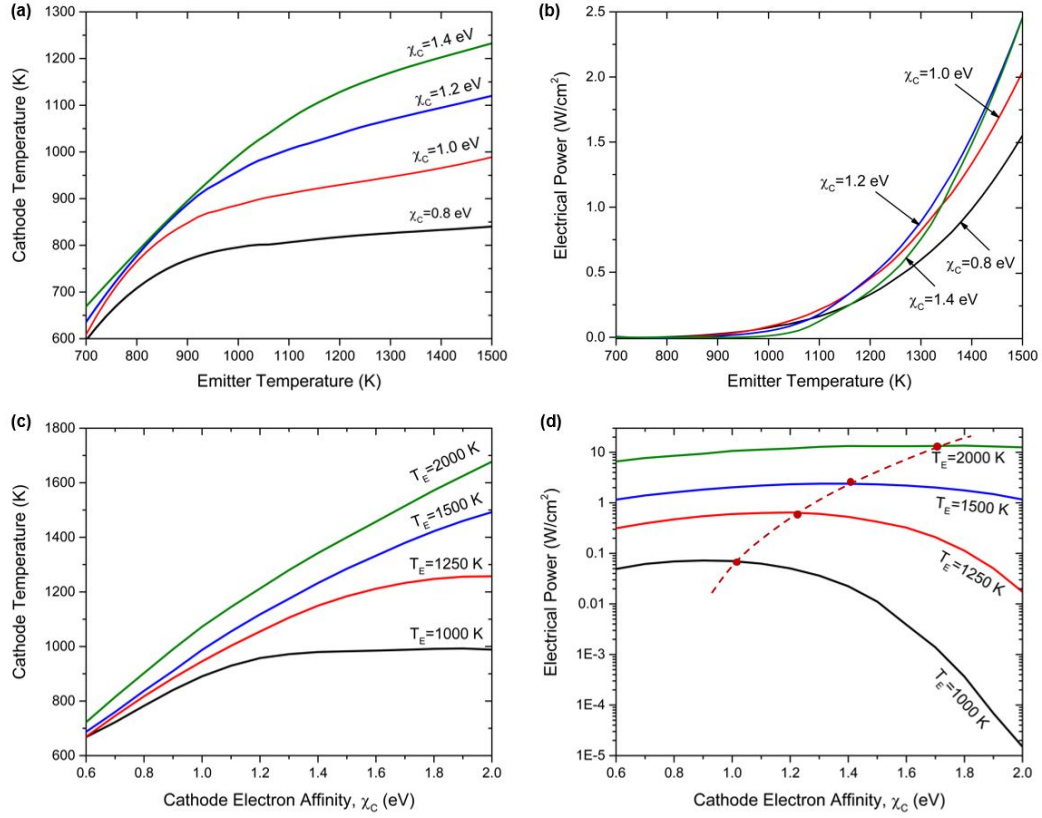 (a)
1300
1200
1100
1000
900
800
700
600
700 800 900 1000 1100 1200 1300 1400 1500
Cathode Temperature (K)
Emitter Temperature (K)
χC=1.4 eV
χC=1.2 eV
χC=1.0 eV
χC=0.8 eV
(b)
2.5
2.0
1.5
1.0
0.5
0.0
700 800 900 1000 1100 1200 1300 1400 1500
Electrical Power (W/cm²)
Emitter Temperature (K)
χC=1.0 eV
χC=1.2 eV
χC=0.8 eV
χC=1.4 eV
(c)
1800
1600
1400
1200
1000
800
600
0.6 0.8 1.0 1.2 1.4 1.6 1.8 2.0
Cathode Temperature (K)
Cathode Electron Affinity, χC (eV)
TE=2000 K
TE=1500 K
TE=1250 K
TE=1000 K
(d)
10
1
0.1
0.01
1E-3
1E-4
1E-5
0.6 0.8 1.0 1.2 1.4 1.6 1.8 2.0
Electrical Power (W/cm²)
Cathode Electron Affinity, χC (eV)
TE=2000 K
TE=1500 K
TE=1250 K
TE=1000 K